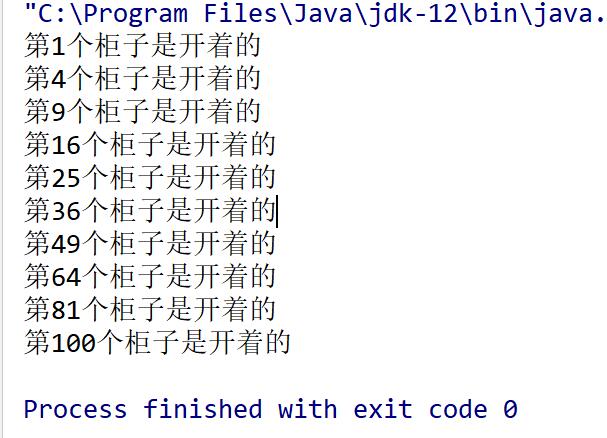 "C:\Program Files\Java\jdk-12\bin\java.
第1个柜子是开着的
第4个柜子是开着的
第9个柜子是开着的
第16个柜子是开着的
第25个柜子是开着的
第36个柜子是开着的
第49个柜子是开着的
第64个柜子是开着的
第81个柜子是开着的
第100个柜子是开着的
Process finished with exit code 0